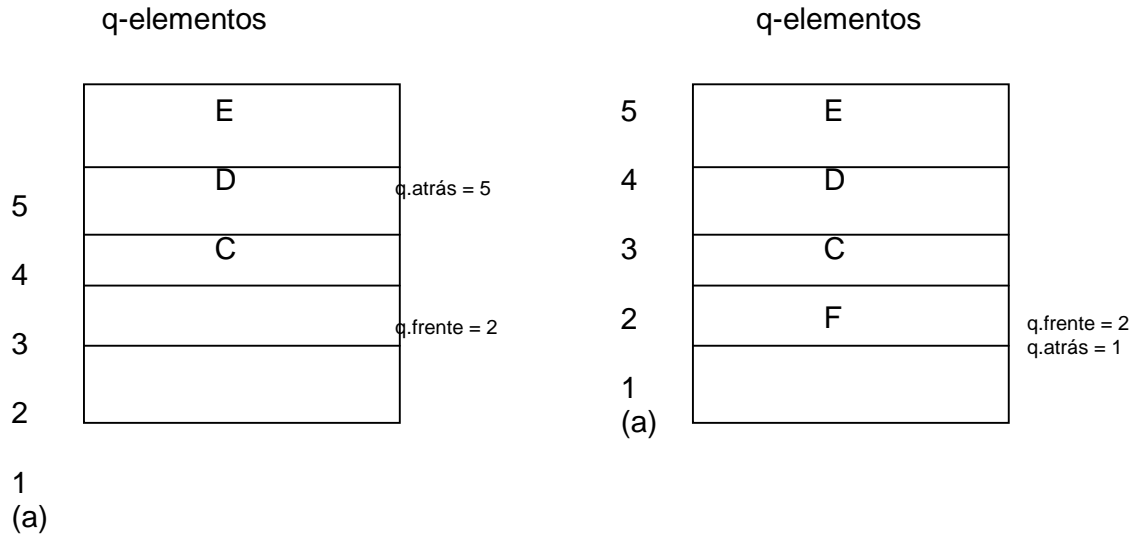 q-elementos
E
D
q.atrás = 5
5
C
4
q.frente = 2
3
2
1
(a)
q-elementos
5 E
4 D
3 C
2 F
q.frente = 2
q.atrás = 1
1
(a)